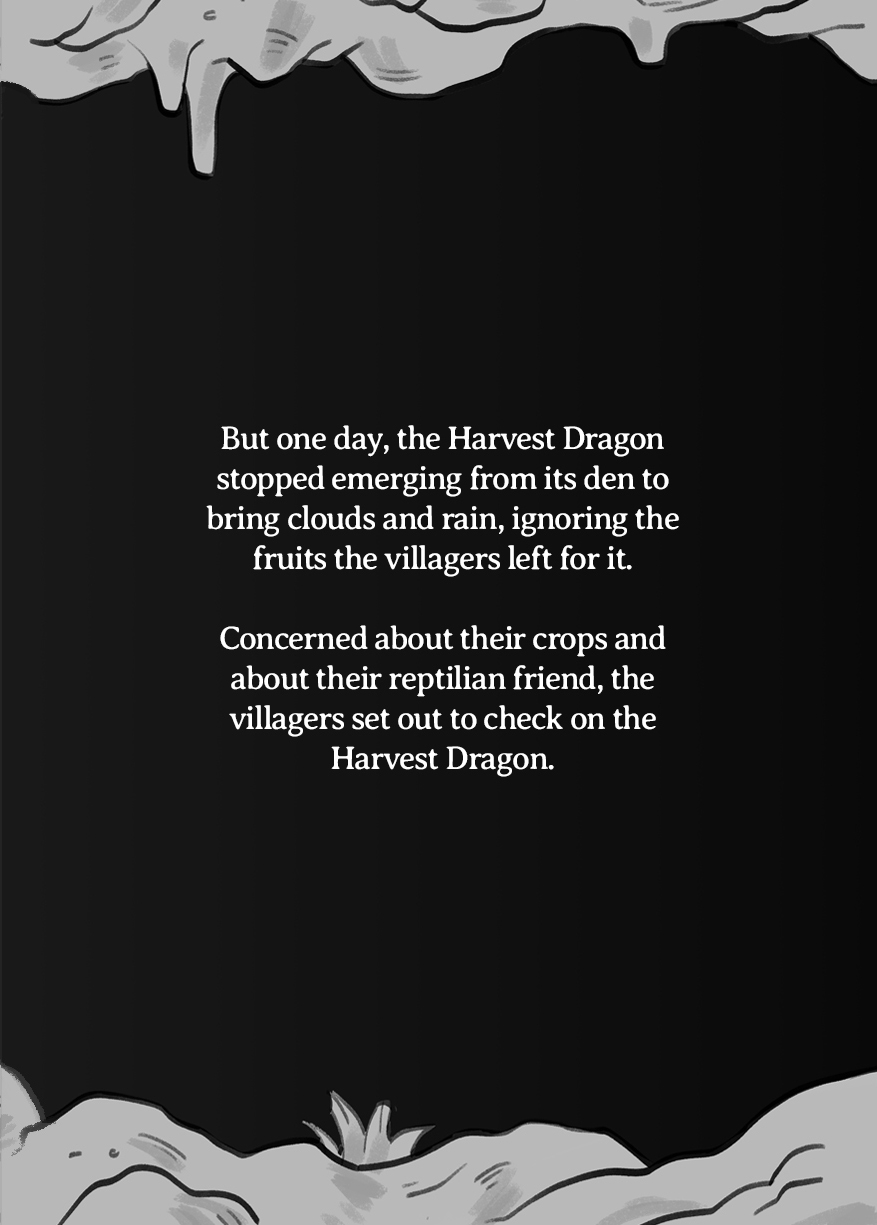 But one day, the Harvest Dragon
stopped emerging from its den to
bring clouds and rain, ignoring the
fruits the villagers left for it.
Concerned about their crops and
about their reptilian friend, the
villagers set out to check on the
Harvest Dragon.